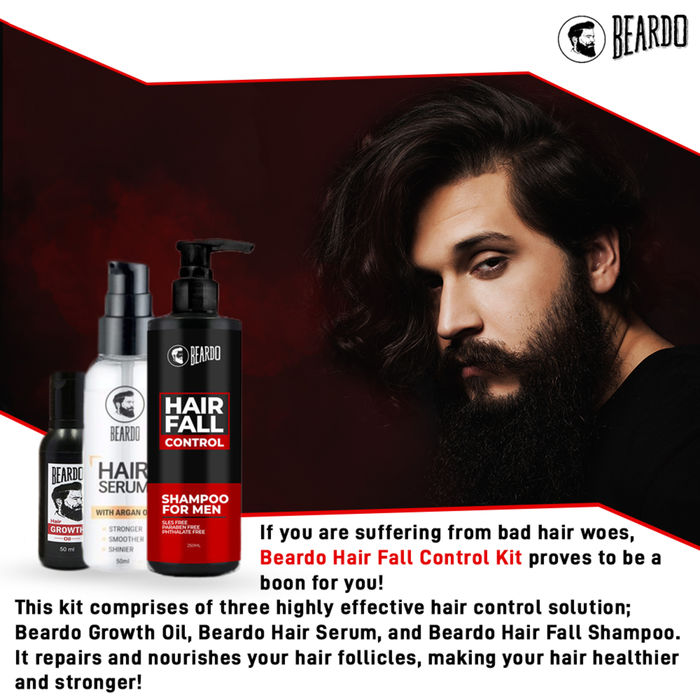 BEARDO
BEARDO
HAIR
FALL
CONTROL
SHAMPOO
FOR MEN
SLES FREE
PARABEN FREE
PHTHALATE FREE
250ML
BEARDO
HAIR
SERUM
WITH ARGAN O
STRONGER
SMOOTHER
SHINIER
50ml
BEARDO
Hair
GROWTH
Oil
50 ml
If you are suffering from bad hair woes,
Beardo Hair Fall Control Kit proves to be a
boon for you!
This kit comprises of three highly effective hair control solution;
Beardo Growth Oil, Beardo Hair Serum, and Beardo Hair Fall Shampoo.
It repairs and nourishes your hair follicles, making your hair healthier
and stronger!